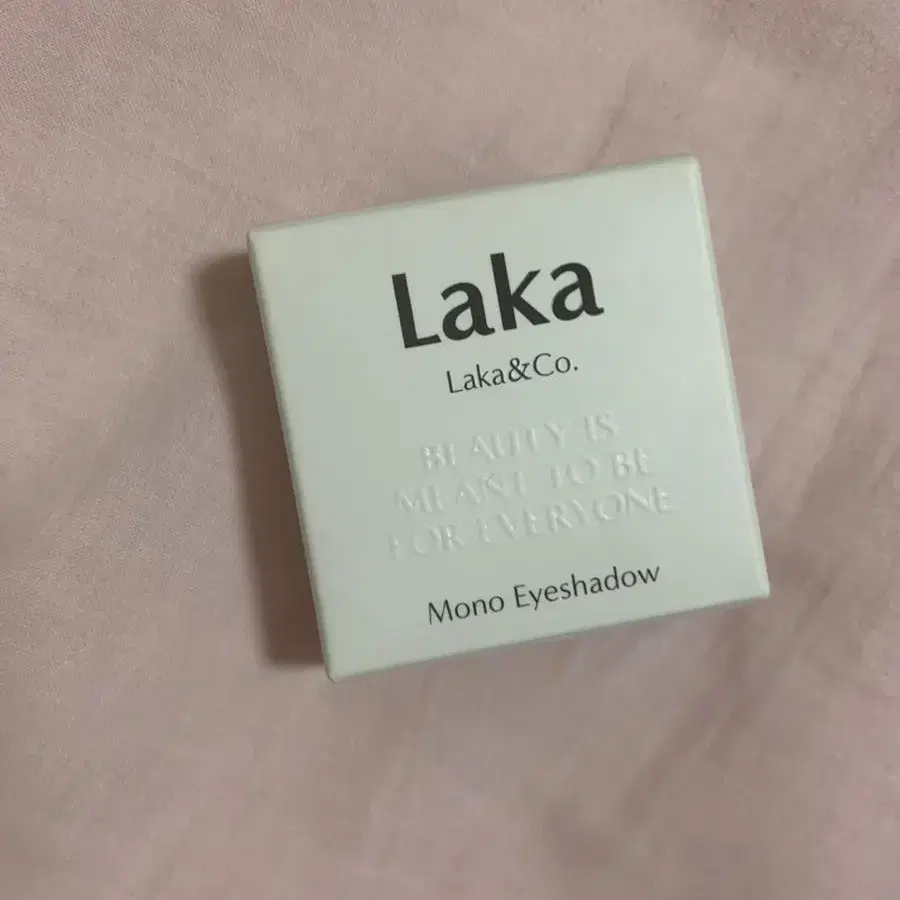 Laka
Laka&Co.
BEAUTY IS
MEANT TO BE
FOR EVERYONE
Mono Eyeshadow